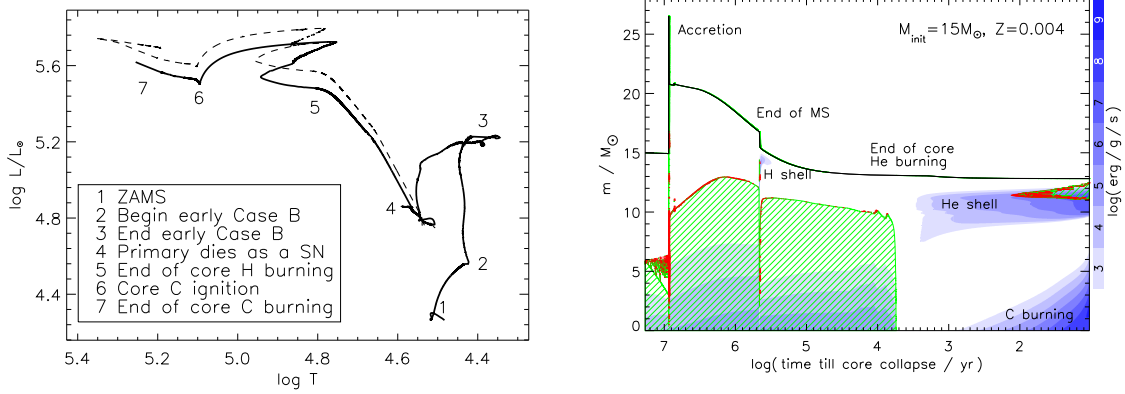 log L/L⊙
5.6
5.2
4.8
4.4
7
6
5
3
4
2
1
1 ZAMS
2 Begin early Case B
3 End early Case B
4 Primary dies as a SN
5 End of core H burning
6 Core C ignition
7 End of core C burning
5.4 5.2 5.0 4.8 4.6 4.4
log T
m / M⊙
25
20
15
10
5
0
Accretion
M_init=15M⊙, Z=0.004
End of MS
End of core
He burning
H shell
He shell
C burning
7 6 5 4 3 2
log(time till core collapse / yr)
9
8
7
6
5
4
3
log(erg / g / s)